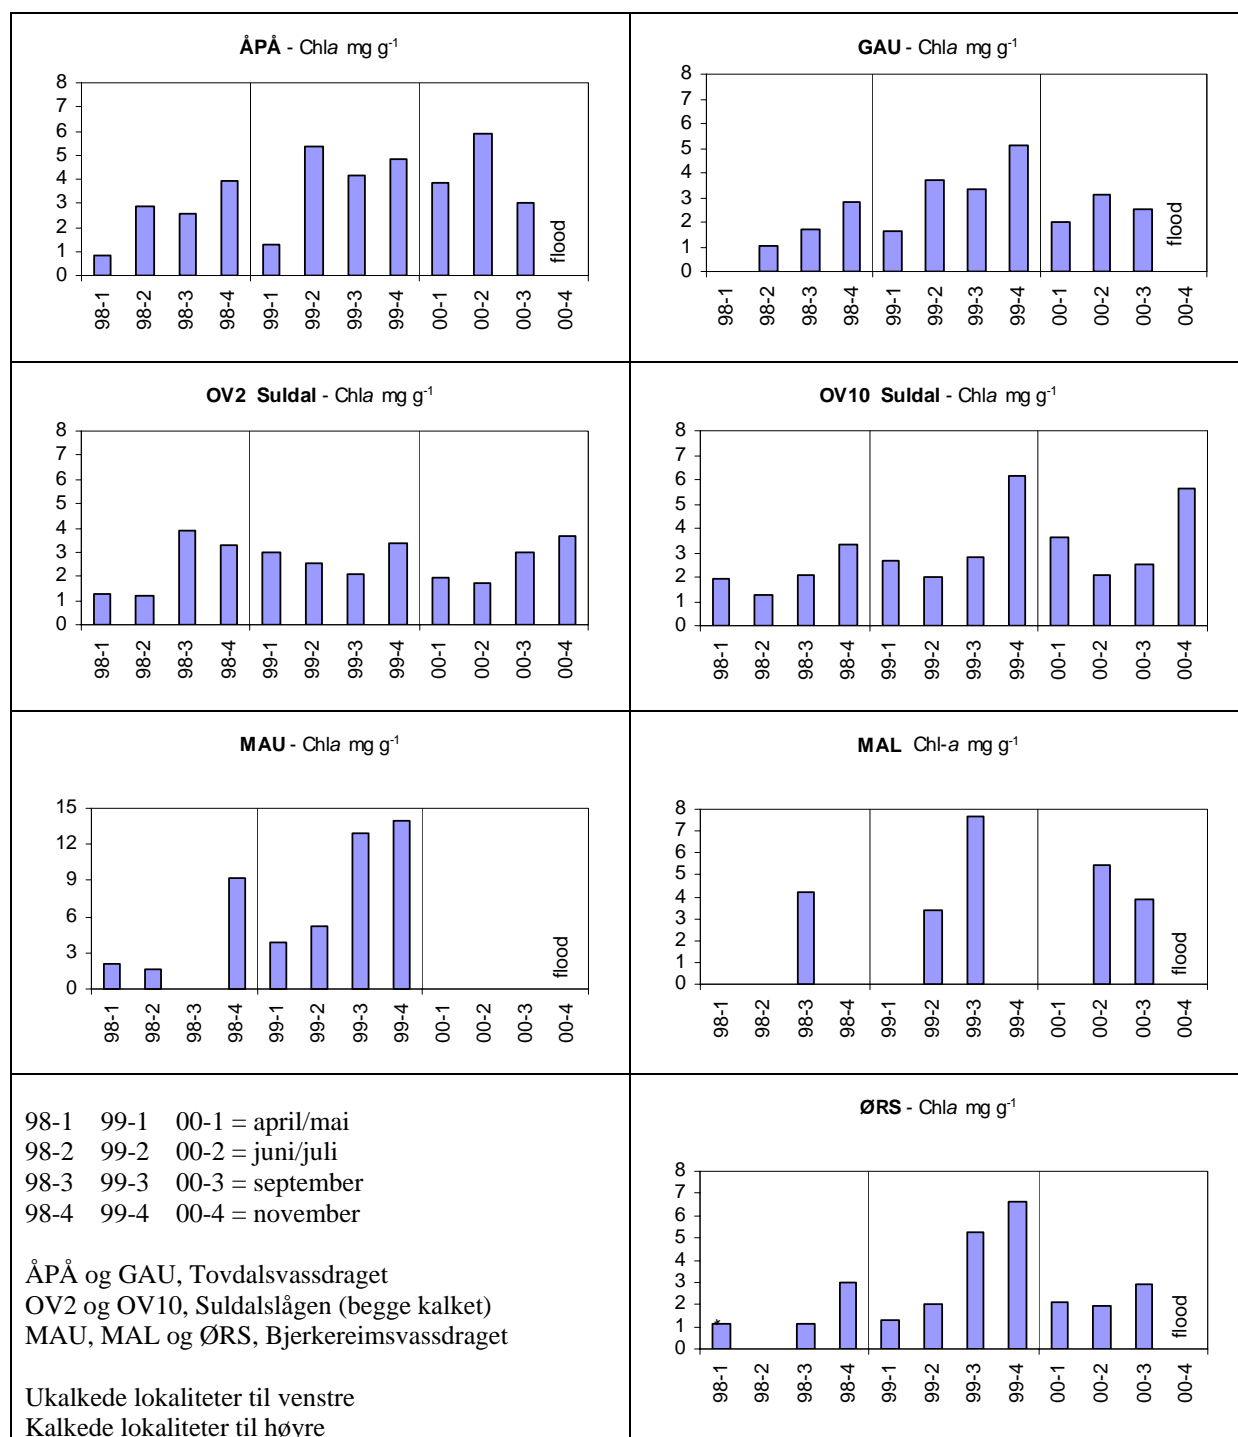 ÅPÅ - Chla mg g-1
8
7
6
5
4
3
2
1
0
flood
98-1 98-2 98-3 98-4 99-1 99-2 99-3 99-4 00-1 00-2 00-3 00-4
GAU - Chla mg g-1
8
7
6
5
4
3
2
1
0
flood
98-1 98-2 98-3 98-4 99-1 99-2 99-3 99-4 00-1 00-2 00-3 00-4
OV2 Suldal - Chla mg g-1
8
7
6
5
4
3
2
1
0
98-1 98-2 98-3 98-4 99-1 99-2 99-3 99-4 00-1 00-2 00-3 00-4
OV10 Suldal - Chla mg g-1
8
7
6
5
4
3
2
1
0
98-1 98-2 98-3 98-4 99-1 99-2 99-3 99-4 00-1 00-2 00-3 00-4
MAU - Chla mg g-1
15
12
9
6
3
0
flood
98-1 98-2 98-3 98-4 99-1 99-2 99-3 99-4 00-1 00-2 00-3 00-4
MAL Chl-a mg g-1
8
7
6
5
4
3
2
1
0
flood
98-1 98-2 98-3 98-4 99-1 99-2 99-3 99-4 00-1 00-2 00-3 00-4
98-1 99-1 00-1 = april/mai
98-2 99-2 00-2 = juni/juli
98-3 99-3 00-3 = september
98-4 99-4 00-4 = november
ÅPÅ og GAU, Tovdalsvassdraget
OV2 og OV10, Suldalslågen (begge kalket)
MAU, MAL og ØRS, Bjerkereimsvassdraget
Ukalkede lokaliteter til venstre
Kalkede lokaliteter til høyre
ØRS - Chla mg g-1
8
7
6
5
4
3
2
1
0
*
flood
98-1 98-2 98-3 98-4 99-1 99-2 99-3 99-4 00-1 00-2 00-3 00-4